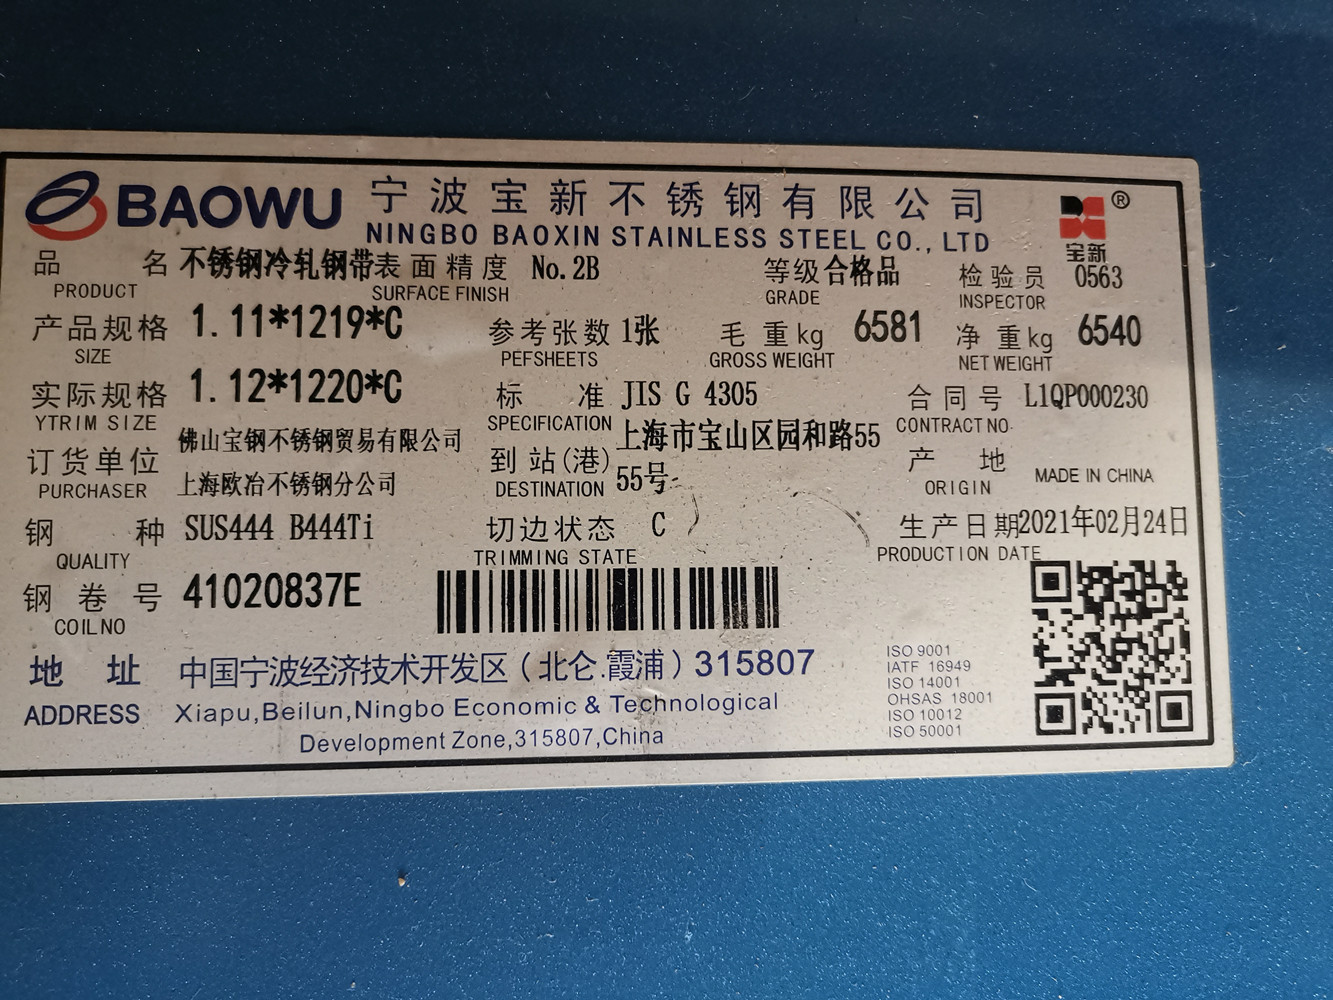 BAOWU 宁波宝新不锈钢有限公司 ®
NINGBO BAOXIN STAINLESS STEEL CO., LTD 宝新
品 名 不锈钢冷轧钢带 表面精度 No.2B 等级 合格品 检验员 0563
PRODUCT SURFACE FINISH GRADE INSPECTOR
产品规格 1.11*1219*C 参考张数 1张 毛 重kg 6581 净 重kg 6540
SIZE PEFSHEETS GROSS WEIGHT NET WEIGHT
实际规格 1.12*1220*C 标 准 JIS G 4305 合同号 L1QP000230
YTRIM SIZE SPECIFICATION CONTRACT NO.
订货单位 佛山宝钢不锈钢贸易有限公司 到 站(港) 上海市宝山区园和路55 产 地 MADE IN CHINA
PURCHASER 上海欧冶不锈钢分公司 DESTINATION 55号 ORIGIN
钢 种 SUS444 B444Ti 切边状态 C 生产日期 2021年02月24日
QUALITY TRIMMING STATE PRODUCTION DATE
钢 卷 号 41020837E
COIL NO
地 址 中国宁波经济技术开发区（北仑.霞浦）315807
ADDRESS Xiapu,Beilun,Ningbo Economic & Technological
Development Zone,315807,China
ISO 9001
IATF 16949
ISO 14001
OHSAS 18001
ISO 10012
ISO 50001